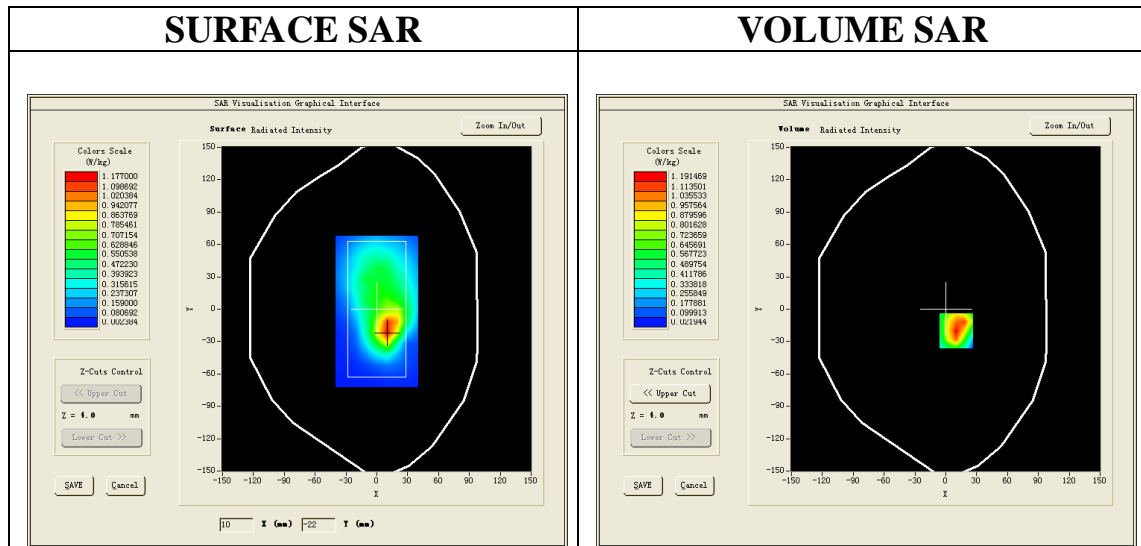 SURFACE SAR
VOLUME SAR
SAR Visualisation Graphical Interface
Surface Radiated Intensity
Zoom In/Out
Colors Scale
(W/kg)
1.177000
1.098692
1.020384
0.942077
0.863769
0.785461
0.707154
0.628846
0.550538
0.472230
0.393923
0.315615
0.237307
0.159000
0.080692
0.002384
Z-Cuts Control
<< Upper Cut
Z = 4.0 mm
Lower Cut >>
SAVE Cancel
150
120
90
60
30
0
-30
-60
-90
-120
-150
Y
-150 -120 -90 -60 -30 0 30 60 90 120 150
X
10 X (mm) -22 Y (mm)
SAR Visualisation Graphical Interface
Volume Radiated Intensity
Zoom In/Out
Colors Scale
(W/kg)
1.191469
1.113501
1.035533
0.957564
0.879596
0.801628
0.723659
0.645691
0.567723
0.489754
0.411786
0.333818
0.255849
0.177881
0.099913
0.021944
Z-Cuts Control
<< Upper Cut
Z = 4.0 mm
Lower Cut >>
SAVE Cancel
150
120
90
60
30
0
-30
-60
-90
-120
-150
Y
-150 -120 -90 -60 -30 0 30 60 90 120 150
X